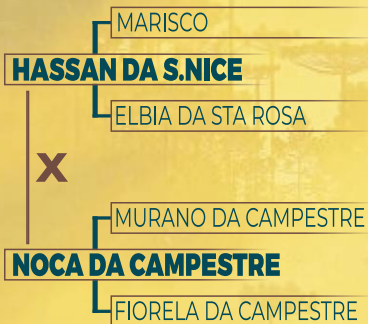 MARISCO
HASSAN DA S.NICE
ELBIA DA STA ROSA
X
MURANO DA CAMPESTRE
NOCA DA CAMPESTRE
FIORELA DA CAMPESTRE